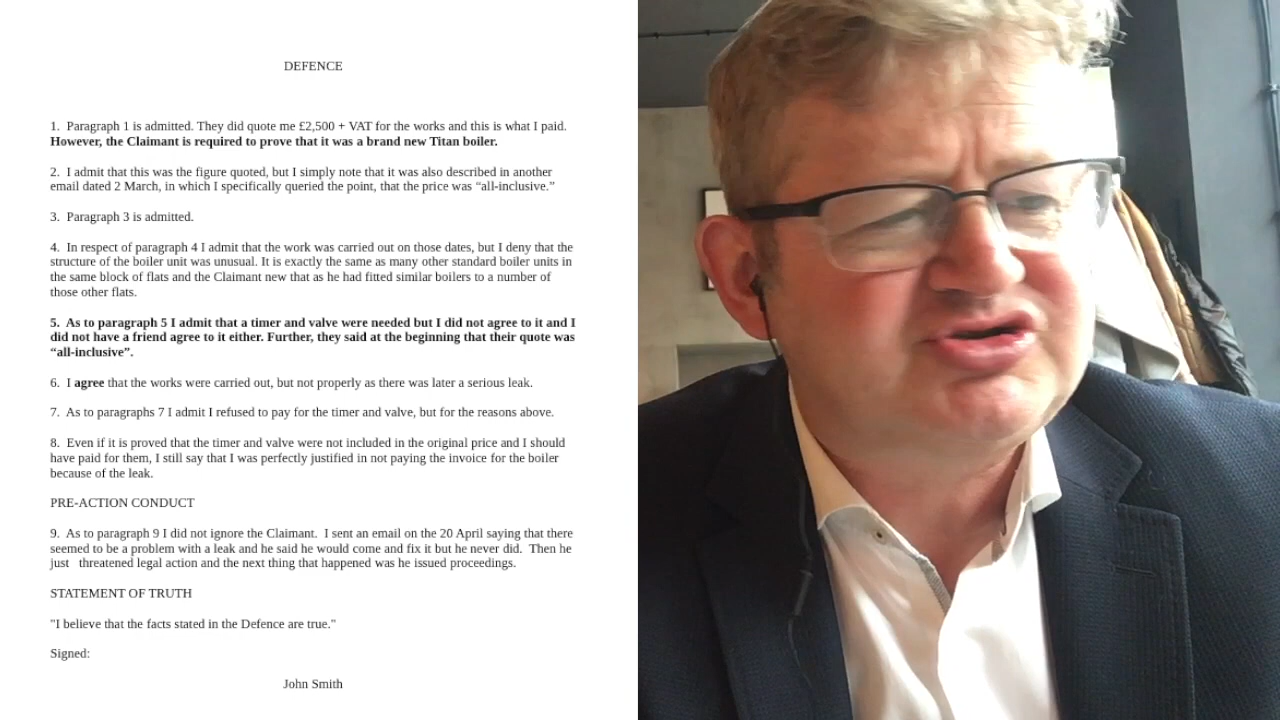 DEFENCE
1. Paragraph 1 is admitted. They did quote me £2,500 + VAT for the works and this is what I paid.
However, the Claimant is required to prove that it was a brand new Titan boiler.
2. I admit that this was the figure quoted, but I simply note that it was also described in another
email dated 2 March, in which I specifically queried the point, that the price was “all-inclusive.”
3. Paragraph 3 is admitted.
4. In respect of paragraph 4 I admit that the work was carried out on those dates, but I deny that the
structure of the boiler unit was unusual. It is exactly the same as many other standard boiler units in
the same block of flats and the Claimant new that as he had fitted similar boilers to a number of
those other flats.
5. As to paragraph 5 I admit that a timer and valve were needed but I did not agree to it and I
did not have a friend agree to it either. Further, they said at the beginning that their quote was
“all-inclusive”.
6. I agree that the works were carried out, but not properly as there was later a serious leak.
7. As to paragraphs 7 I admit I refused to pay for the timer and valve, but for the reasons above.
8. Even if it is proved that the timer and valve were not included in the original price and I should
have paid for them, I still say that I was perfectly justified in not paying the invoice for the boiler
because of the leak.
PRE-ACTION CONDUCT
9. As to paragraph 9 I did not ignore the Claimant. I sent an email on the 20 April saying that there
seemed to be a problem with a leak and he said he would come and fix it but he never did. Then he
just threatened legal action and the next thing that happened was he issued proceedings.
STATEMENT OF TRUTH
"I believe that the facts stated in the Defence are true."
Signed:
John Smith